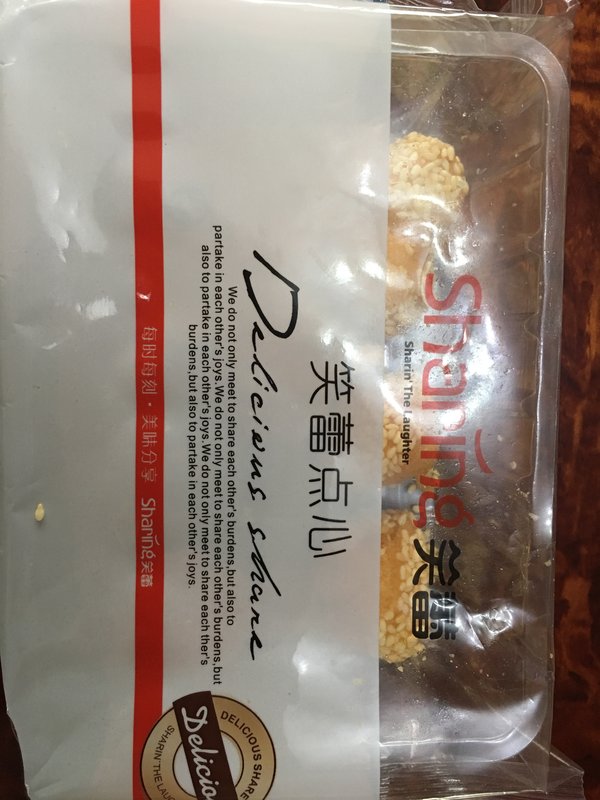 Sharing 笑蕾
Sharin' The Laughter
笑蕾点心
Delicious share
We do not only meet to share each other's burdens,but also to
partake in each other's joys.We do not only meet to share each other's burdens,but
also to partake in each other's joys.We do not only meet to share each ther's
burdens,but also to partake in each other's joys.
每时每刻·美味分享 Sharing笑蕾
DELICIOUS SHARE
Delicio
SHARIN'THE LAU